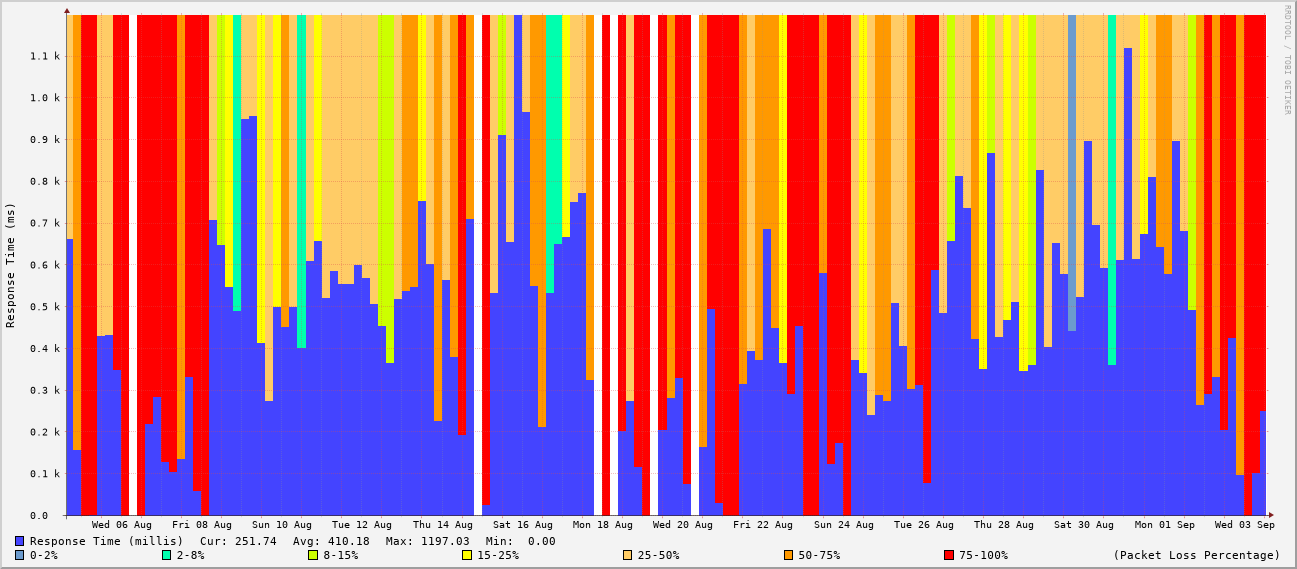 RRDTOOL / TOBI OETIKER
Response Time (ms)
1.1 k
1.0 k
0.9 k
0.8 k
0.7 k
0.6 k
0.5 k
0.4 k
0.3 k
0.2 k
0.1 k
0.0
Wed 06 Aug Fri 08 Aug Sun 10 Aug Tue 12 Aug Thu 14 Aug Sat 16 Aug Mon 18 Aug Wed 20 Aug Fri 22 Aug Sun 24 Aug Tue 26 Aug Thu 28 Aug Sat 30 Aug Mon 01 Sep Wed 03 Sep
Response Time (millis) Cur: 251.74 Avg: 410.18 Max: 1197.03 Min: 0.00
0-2% 2-8% 8-15% 15-25% 25-50% 50-75% 75-100% (Packet Loss Percentage)